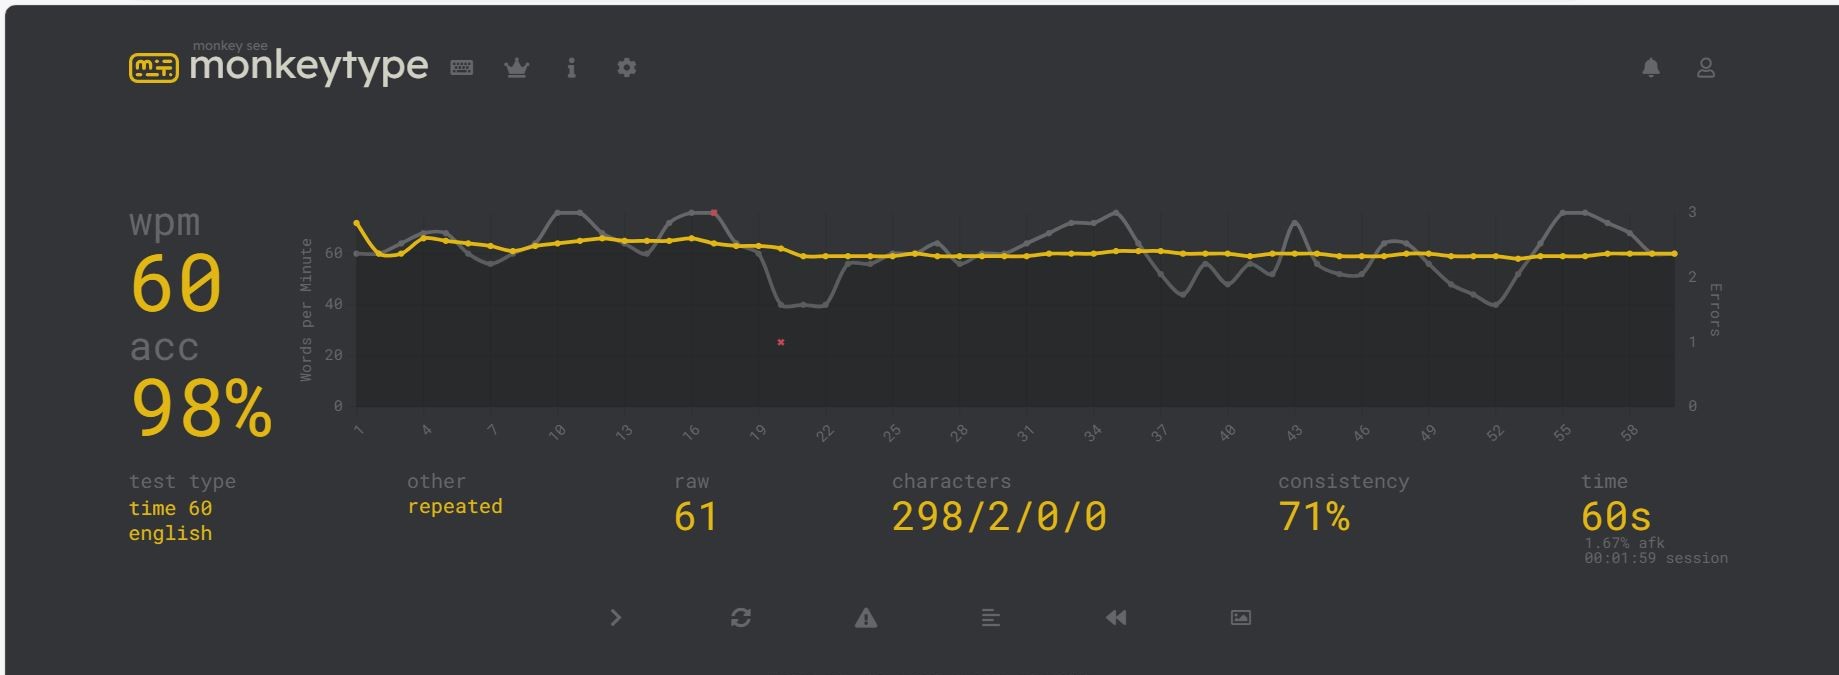 monkey see
monkeytype
wpm
60
acc
98%
Words per Minute
60
40
20
0
3
2
1
0
Errors
1 4 7 10 13 16 19 22 25 28 31 34 37 40 43 46 49 52 55 58
test type
time 60
english
other
repeated
raw
61
characters
298/2/0/0
consistency
71%
time
60s
1.67% afk
00:01:59 session